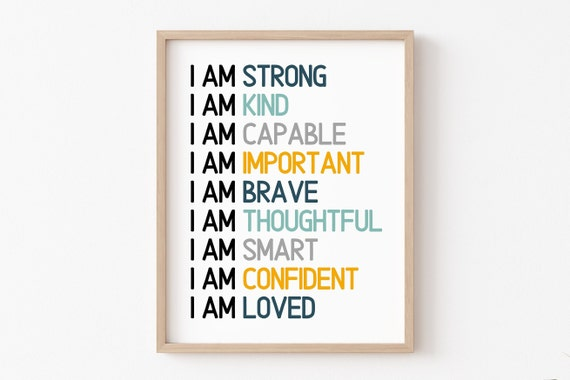 I AM STRONG
I AM KIND
I AM CAPABLE
I AM IMPORTANT
I AM BRAVE
I AM THOUGHTFUL
I AM SMART
I AM CONFIDENT
I AM LOVED